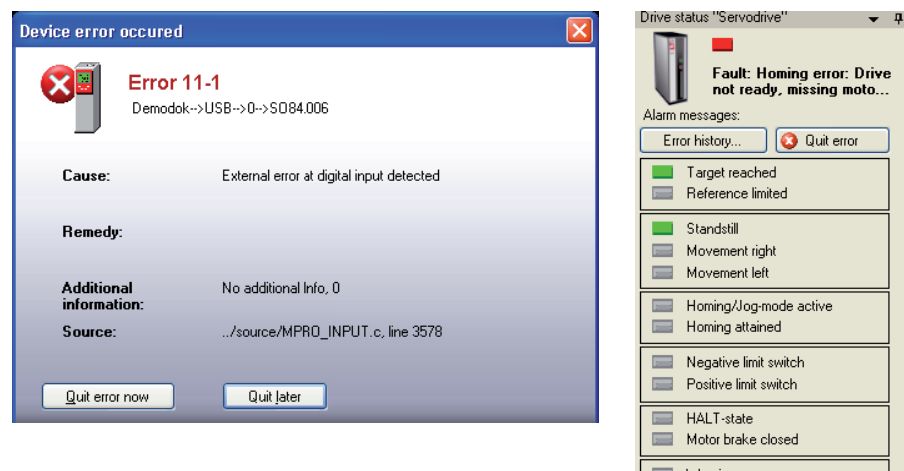 Device error occured
Error 11-1
Demodok-->USB-->0-->SO84.006
Cause: External error at digital input detected
Remedy:
Additional information: No additional Info, 0
Source: .../source/MPRO_INPUT.c, line 3578
Quit error now Quit later
Drive status "Servodrive"
Fault: Homing error: Drive
not ready, missing moto...
Alarm messages:
Error history... Quit error
Target reached
Reference limited
Standstill
Movement right
Movement left
Homing/Jog-mode active
Homing attained
Negative limit switch
Positive limit switch
HALT-state
Motor brake closed